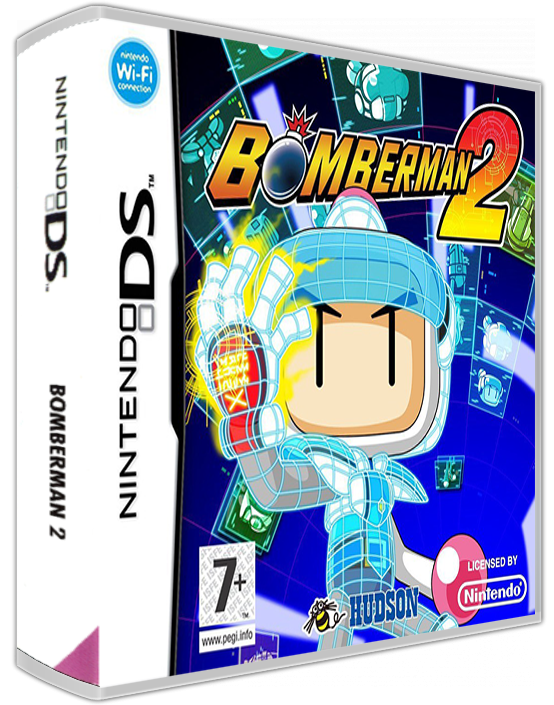 NINTENDO DS™
BOMBERMAN 2
nintendo
Wi-Fi
connection
NINTENDO DS™
BOMBERMAN 2
7+™
www.pegi.info
HUDSON
LICENSED BY
Nintendo®